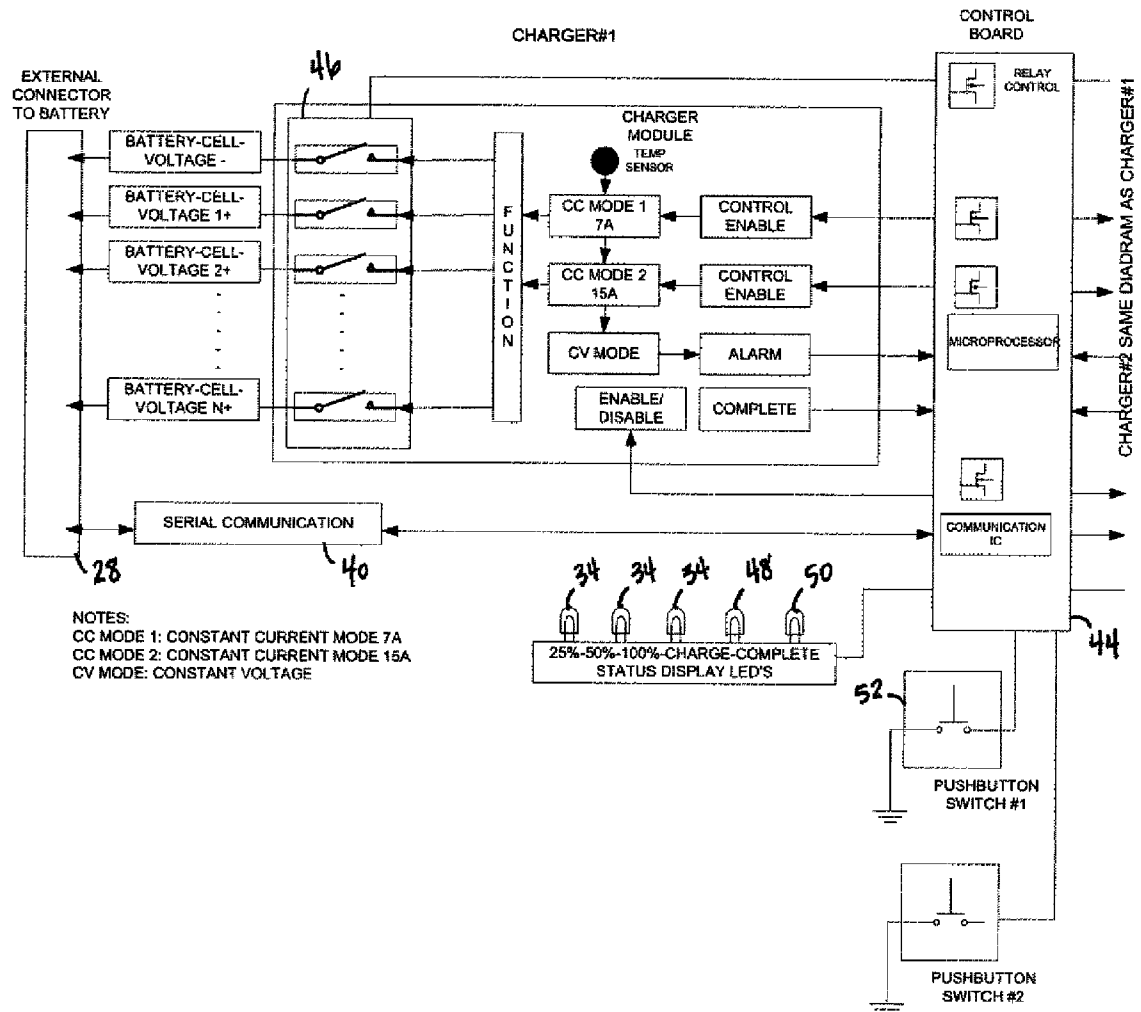 CHARGER#1
CONTROL
BOARD
46
EXTERNAL
CONNECTOR
TO BATTERY
RELAY
CONTROL
CHARGER
MODULE
TEMP
SENSOR
BATTERY-CELL-
VOLTAGE -
BATTERY-CELL-
VOLTAGE 1+
BATTERY-CELL-
VOLTAGE 2+
BATTERY-CELL-
VOLTAGE N+
FUNCTION
CC MODE 1
7A
CONTROL
ENABLE
CC MODE 2
15A
CONTROL
ENABLE
CV MODE
ALARM
MICROPROCESSOR
ENABLE/
DISABLE
COMPLETE
CHARGER#2 SAME DIADRAM AS CHARGER#1
SERIAL COMMUNICATION
COMMUNICATION
IC
28
40
34
34
34
48
50
44
NOTES:
CC MODE 1: CONSTANT CURRENT MODE 7A
CC MODE 2: CONSTANT CURRENT MODE 15A
CV MODE: CONSTANT VOLTAGE
25%-50%-100%-CHARGE-COMPLETE
STATUS DISPLAY LED'S
52
PUSHBUTTON
SWITCH #1
PUSHBUTTON
SWITCH #2